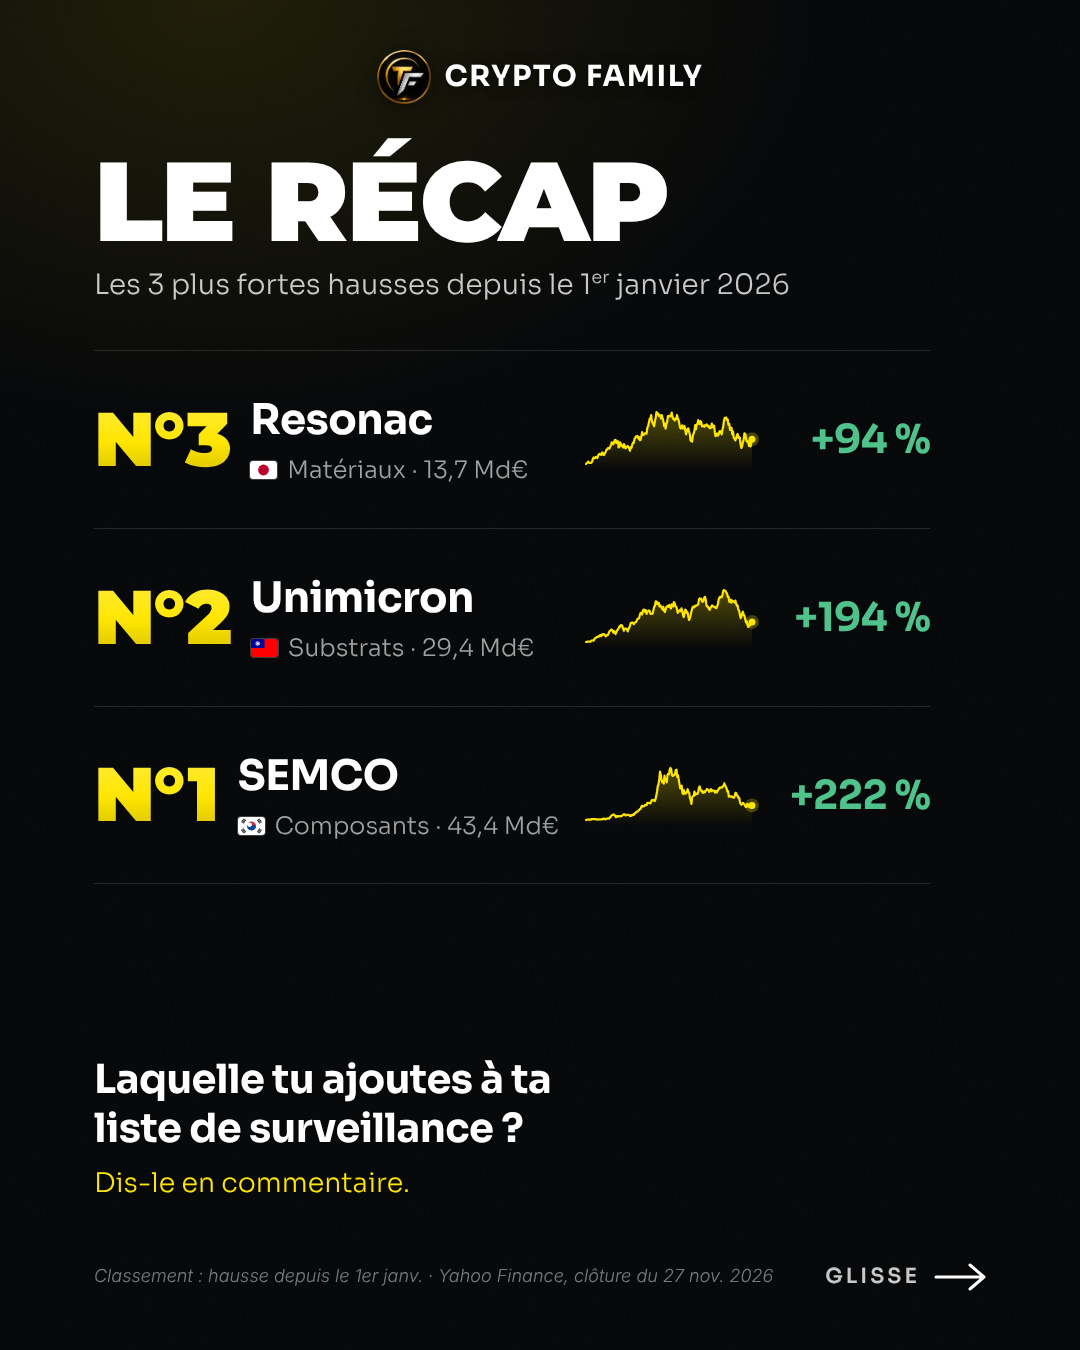 TF CRYPTO FAMILY
LE RÉCAP
Les 3 plus fortes hausses depuis le 1er janvier 2026
N°3 Resonac +94 %
Matériaux · 13,7 Md€
N°2 Unimicron +194 %
Substrats · 29,4 Md€
N°1 SEMCO +222 %
Composants · 43,4 Md€
Laquelle tu ajoutes à ta
liste de surveillance ?
Dis-le en commentaire.
Classement : hausse depuis le 1er janv. · Yahoo Finance, clôture du 27 nov. 2026 GLISSE